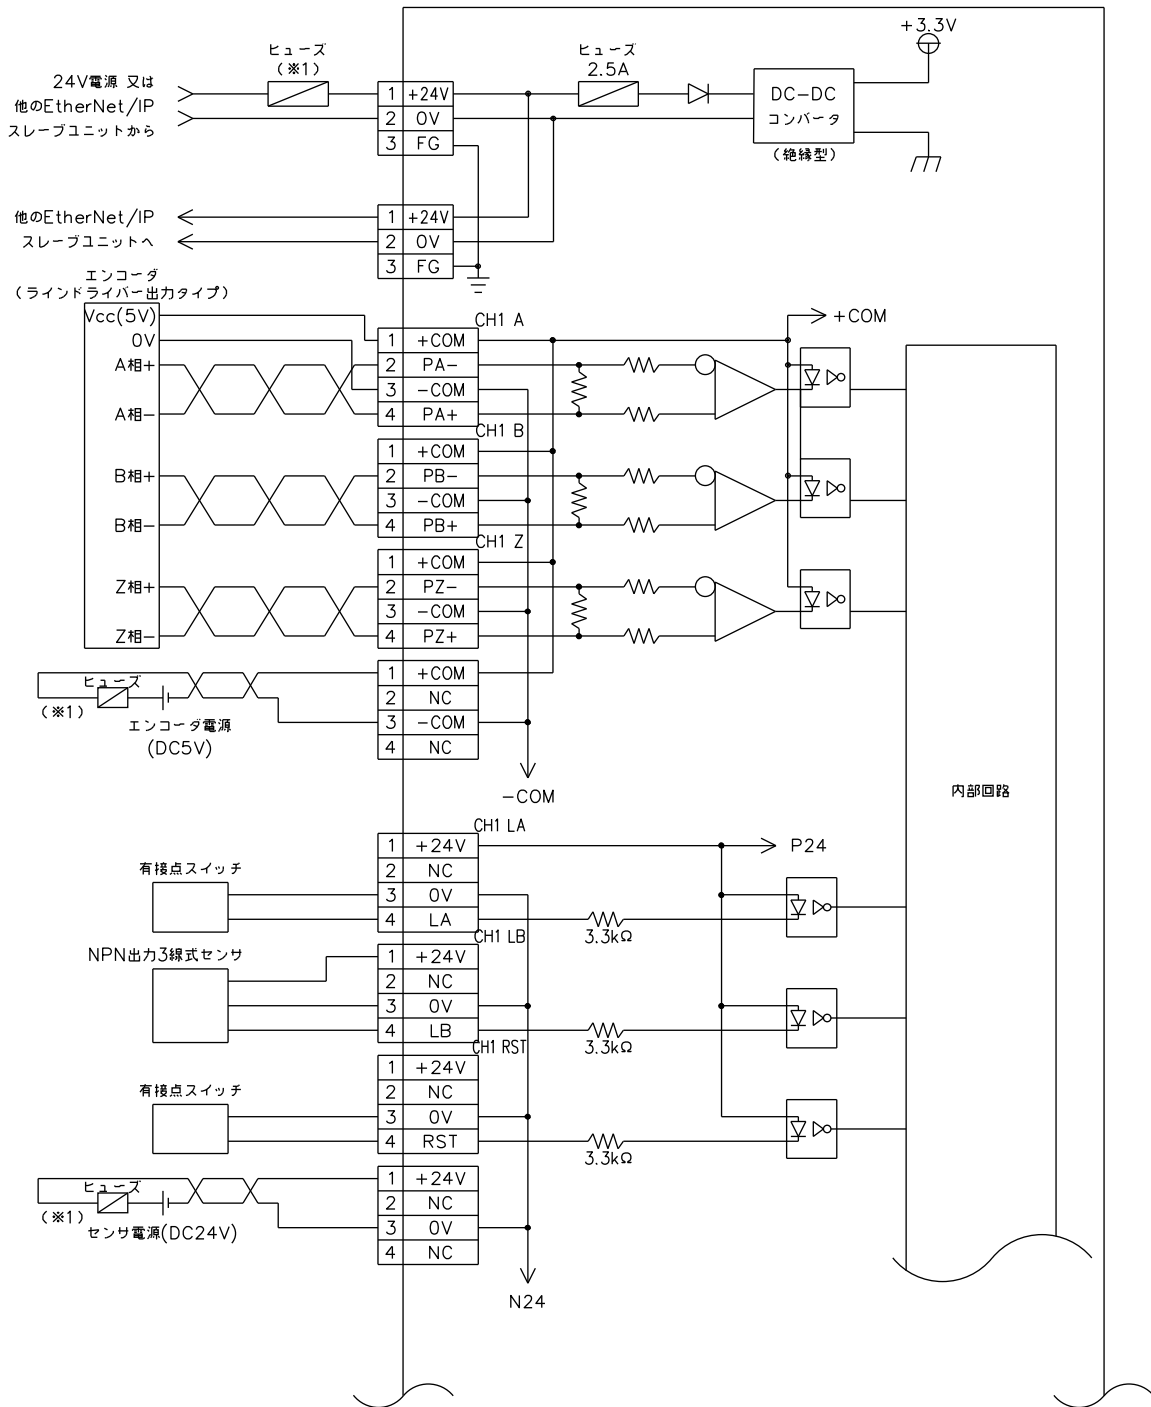 +3.3V
ヒューズ
(※1)
ヒューズ
2.5A
24V電源 又は
他のEtherNet/IP
スレーブユニットから
1 +24V
2 0V
3 FG
DC-DC
コンバータ
(絶縁型)
他のEtherNet/IP
スレーブユニットへ
1 +24V
2 0V
3 FG
エンコーダ
(ラインドライバー出力タイプ)
Vcc(5V)
0V
A相+
A相-
B相+
B相-
Z相+
Z相-
CH1 A
1 +COM
2 PA-
3 -COM
4 PA+
+COM
CH1 B
1 +COM
2 PB-
3 -COM
4 PB+
CH1 Z
1 +COM
2 PZ-
3 -COM
4 PZ+
1 +COM
2 NC
3 -COM
4 NC
ヒューズ
(※1)
エンコーダ電源
(DC5V)
-COM
内部回路
CH1 LA
1 +24V
2 NC
3 0V
4 LA
P24
有接点スイッチ
3.3kΩ
CH1 LB
NPN出力3線式センサ
1 +24V
2 NC
3 0V
4 LB
3.3kΩ
CH1 RST
1 +24V
2 NC
3 0V
4 RST
有接点スイッチ
3.3kΩ
1 +24V
2 NC
3 0V
4 NC
ヒューズ
(※1)
センサ電源(DC24V)
N24